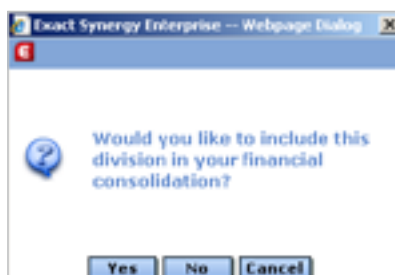 Exact Synergy Enterprise -- Webpage Dialog
Would you like to include this
division in your financial
consolidation?
Yes No Cancel